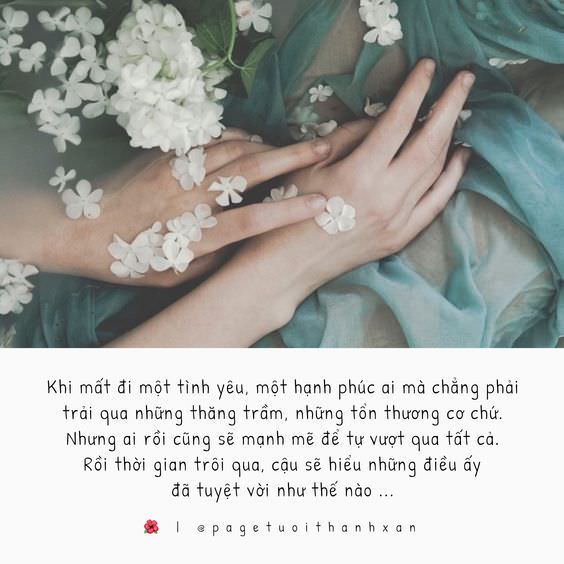 Khi mất đi một tình yêu, một hạnh phúc ai mà chẳng phải
trải qua những thăng trầm, những tổn thương cơ chứ.
Nhưng ai rồi cũng sẽ mạnh mẽ để tự vượt qua tất cả.
Rồi thời gian trôi qua, cậu sẽ hiểu những điều ấy
đã tuyệt vời như thế nào ...
🌺 | @pagetuoithanhxan